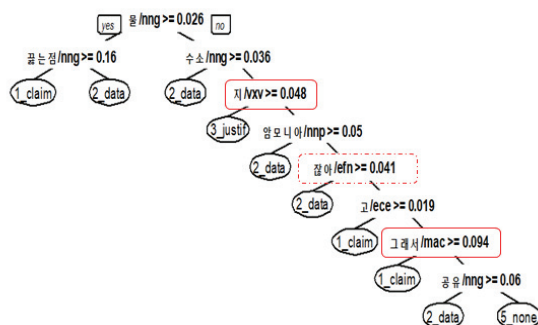 yes 물/nng>= 0.026 no
끓는점/nng>= 0.16 수소/nng>= 0.036
1_claim 2_data 2_data 지/vxv >= 0.048
3_justif 암모니아/nnp>= 0.05
2_data 잖아/efn>= 0.041
2_data 고/ece>= 0.019
1_claim 그래서/mac>= 0.094
1_claim 공유/nng>= 0.06
2_data 5_none